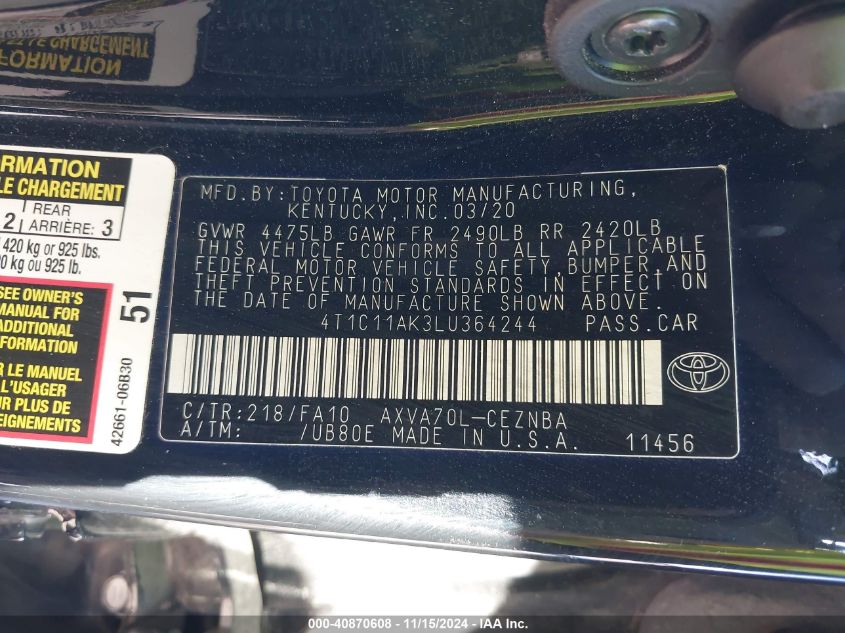 LE CHARGEMENT
FORMATION
RMATION
LE CHARGEMENT
2 REAR
ARRIÈRE: 3
420 kg or 925 lbs.
0 kg ou 925 lb.
SEE OWNER'S
MANUAL FOR
ADDITIONAL
INFORMATION
LE MANUEL
L'USAGER
PLUS DE
EIGNEMENTS
51
42661-06B30
MFD.BY:TOYOTA MOTOR MANUFACTURING,
KENTUCKY,INC.03/20
GVWR 4475LB GAWR FR 2490LB RR 2420LB
THIS VEHICLE CONFORMS TO ALL APPLICABLE
FEDERAL MOTOR VEHICLE SAFETY,BUMPER,AND
THEFT PREVENTION STANDARDS IN EFFECT ON
THE DATE OF MANUFACTURE SHOWN ABOVE.
4T1C11AK3LU364244 PASS.CAR
C/TR:218/FA10 AXVA70L-CEZNBA
A/TM: /UB80E MADE IN U.S.A. 11456
000-40870608 - 11/15/2024 - IAA Inc.